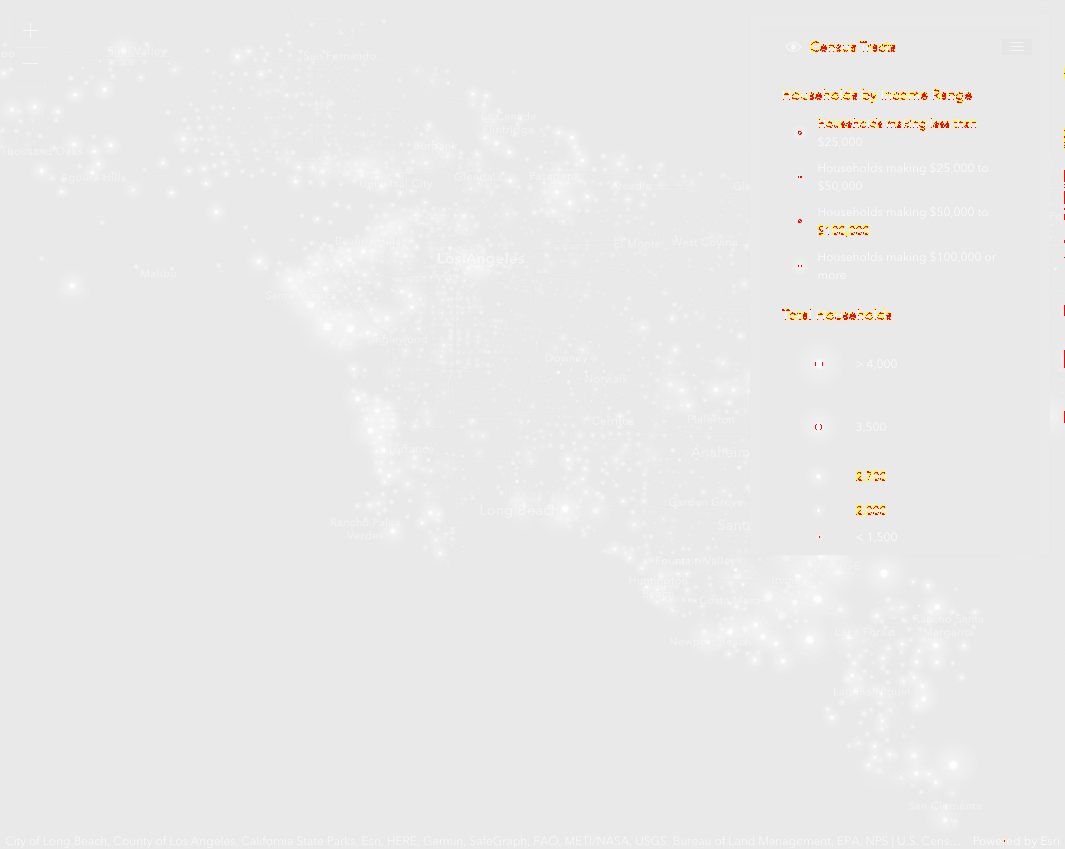 Simi Valley
San Fernando
La Cañada
Flintridge
Burbank
Thousand Oaks
Agoura Hills
Glendale
Arcadia
Beverly Hills
El Monte
West Covina
Los Angeles
Malibu
Inglewood
Downey
Norwalk
Cerritos
Fullerton
Torrance
Anaheim
Long Beach
Garden Grove
Rancho Palos
Verdes
Fountain Valley
Huntington
Costa Mesa
Irvine
Newport Beach
Lake Forest
Rancho Santa
Margarita
Laguna Niguel
San Clemente
Census Tracts
Households by Income Range
Households making less than
$25,000
Households making $25,000 to
$50,000
Households making $50,000 to
$100,000
Households making $100,000 or
more
Total households
> 4,000
3,500
2,700
2,000
< 1,500
City of Long Beach, County of Los Angeles, California State Parks, Esri, HERE, Garmin, SafeGraph, FAO, METI/NASA, USGS, Bureau of Land Management, EPA, NPS | U.S. Cens...
Powered by Esri